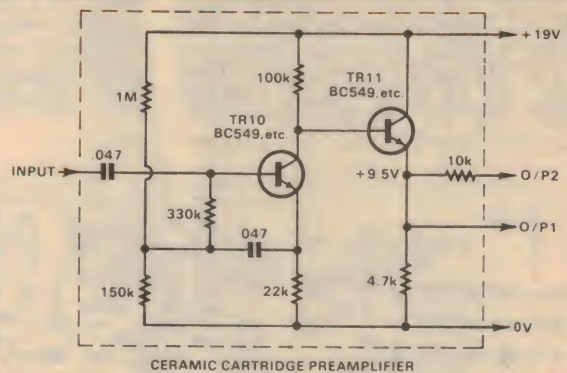 + 19V
100k
TR11
BC549,etc.
1M
TR10
BC549,etc.
.047
INPUT
+9.5V
10k
O/P2
330k
O/P1
047
150k
22k
4.7k
0V
CERAMIC CARTRIDGE PREAMPLIFIER